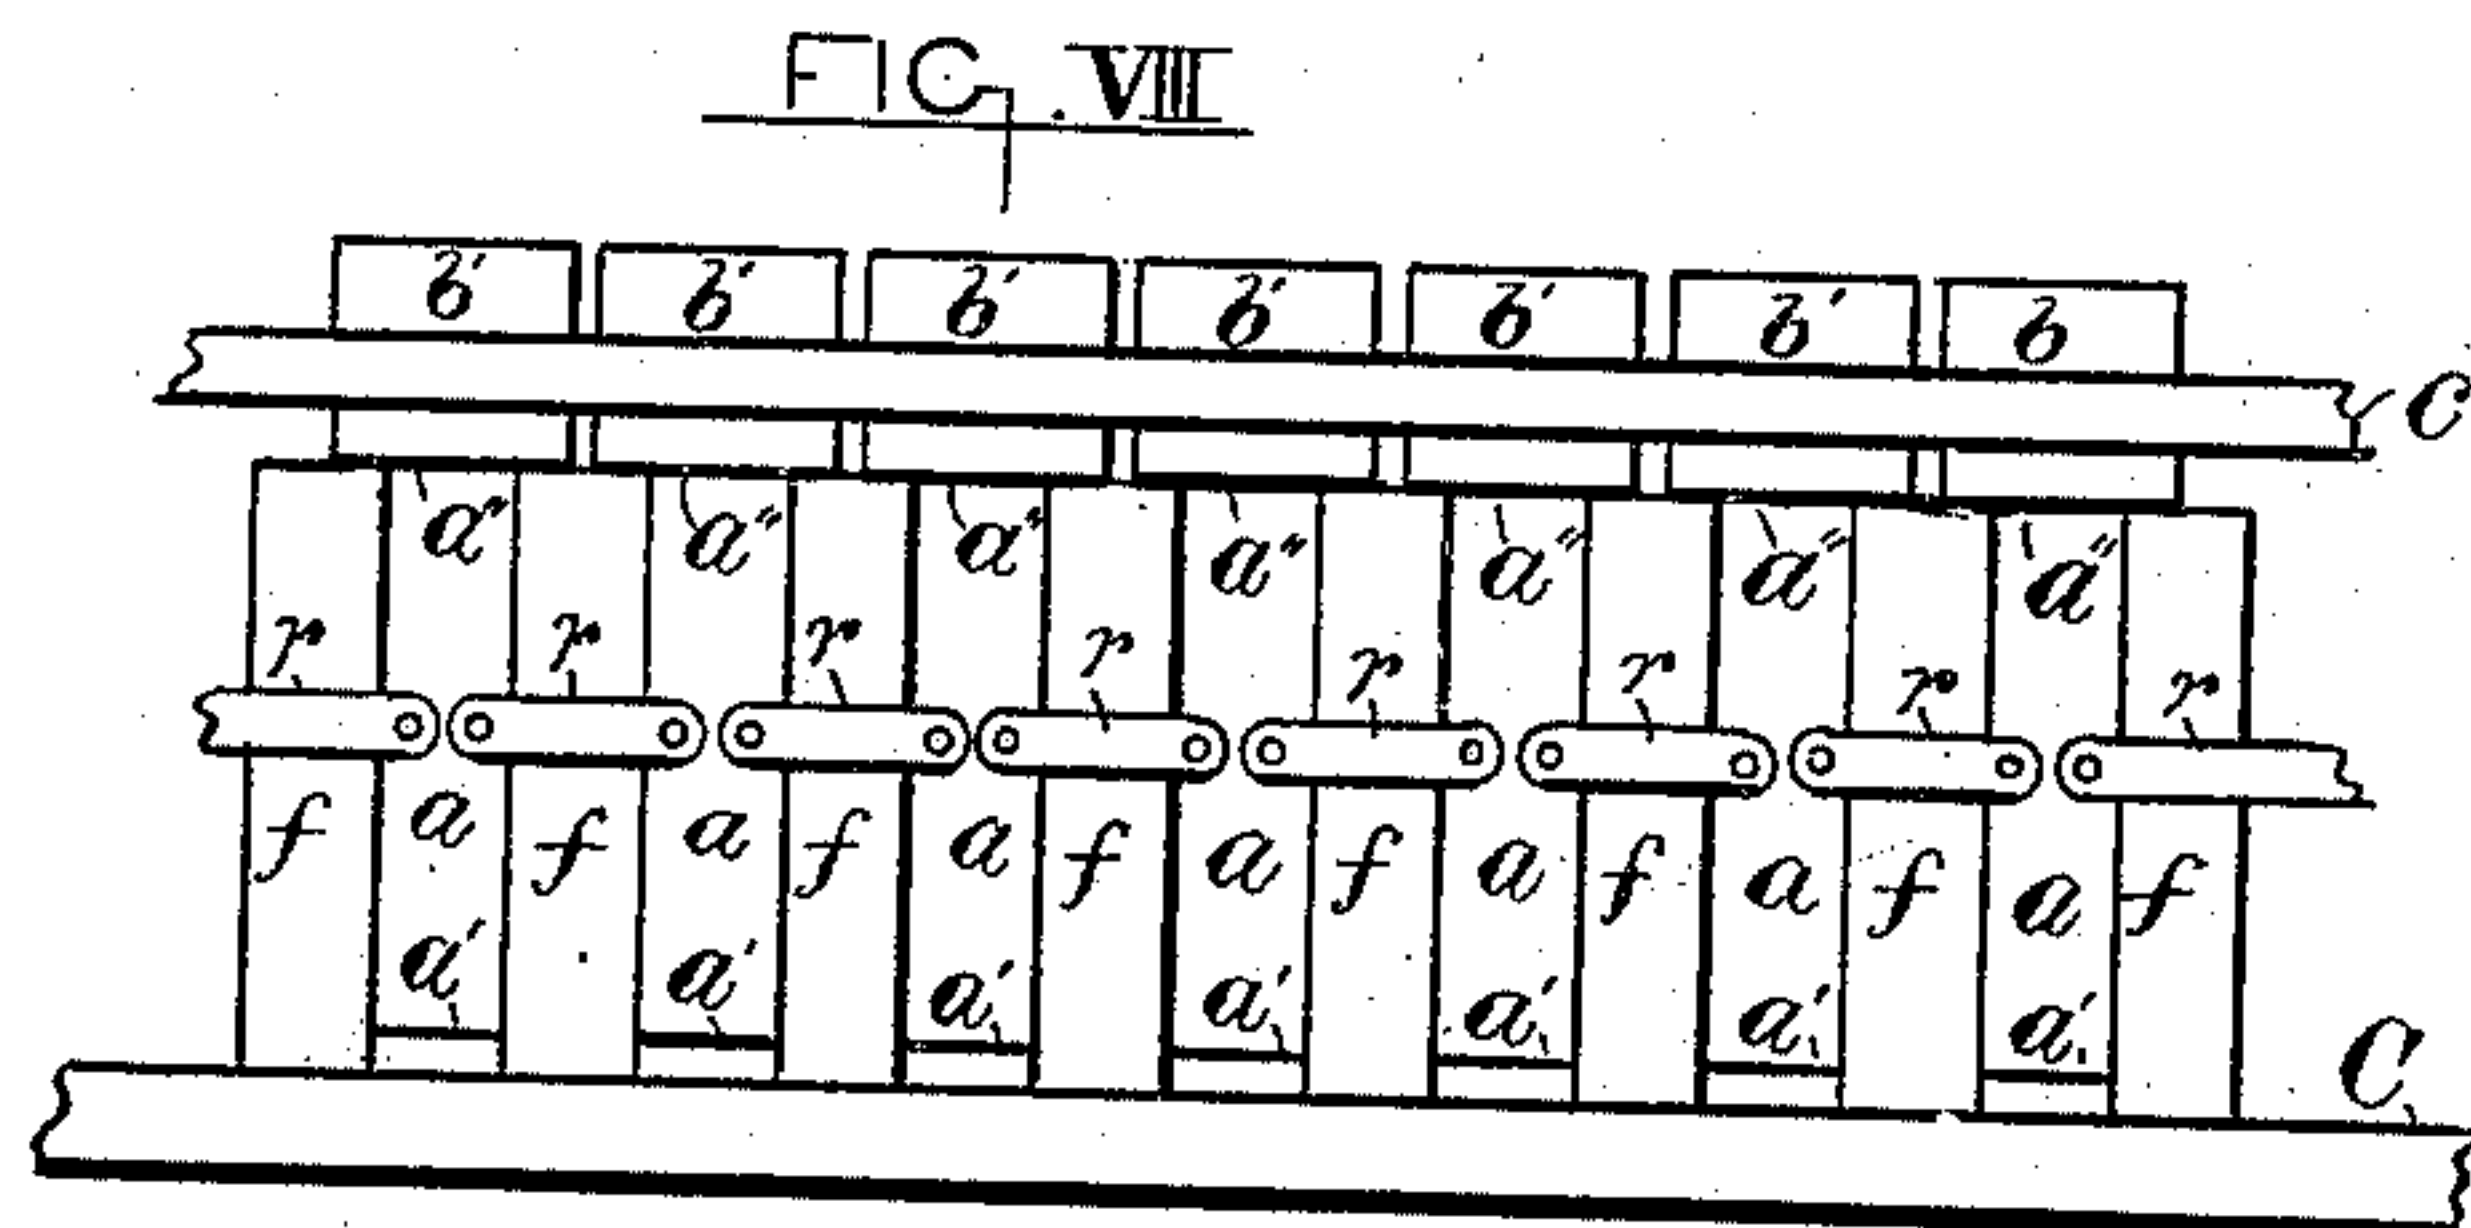 FIG. VIII
b' b' b' b' b' b' b
C
a" a" a" a" a" a" a"
r r r r r r r r
f a f a f a f a f a f a f a f
a' a' a' a' a' a' a'
C